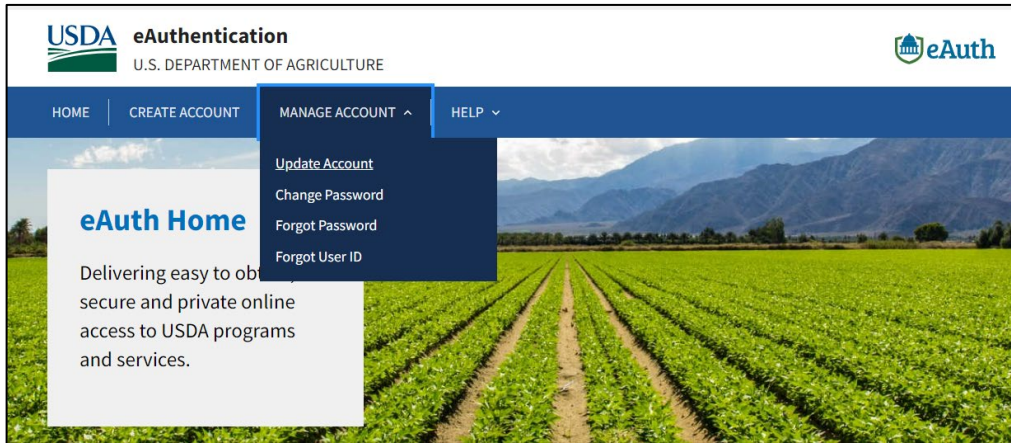 USDA
eAuthentication
U.S. DEPARTMENT OF AGRICULTURE
eAuth
HOME
CREATE ACCOUNT
MANAGE ACCOUNT
HELP
Update Account
Change Password
Forgot Password
Forgot User ID
eAuth Home
Delivering easy to
secure and private online
access to USDA programs
and services.